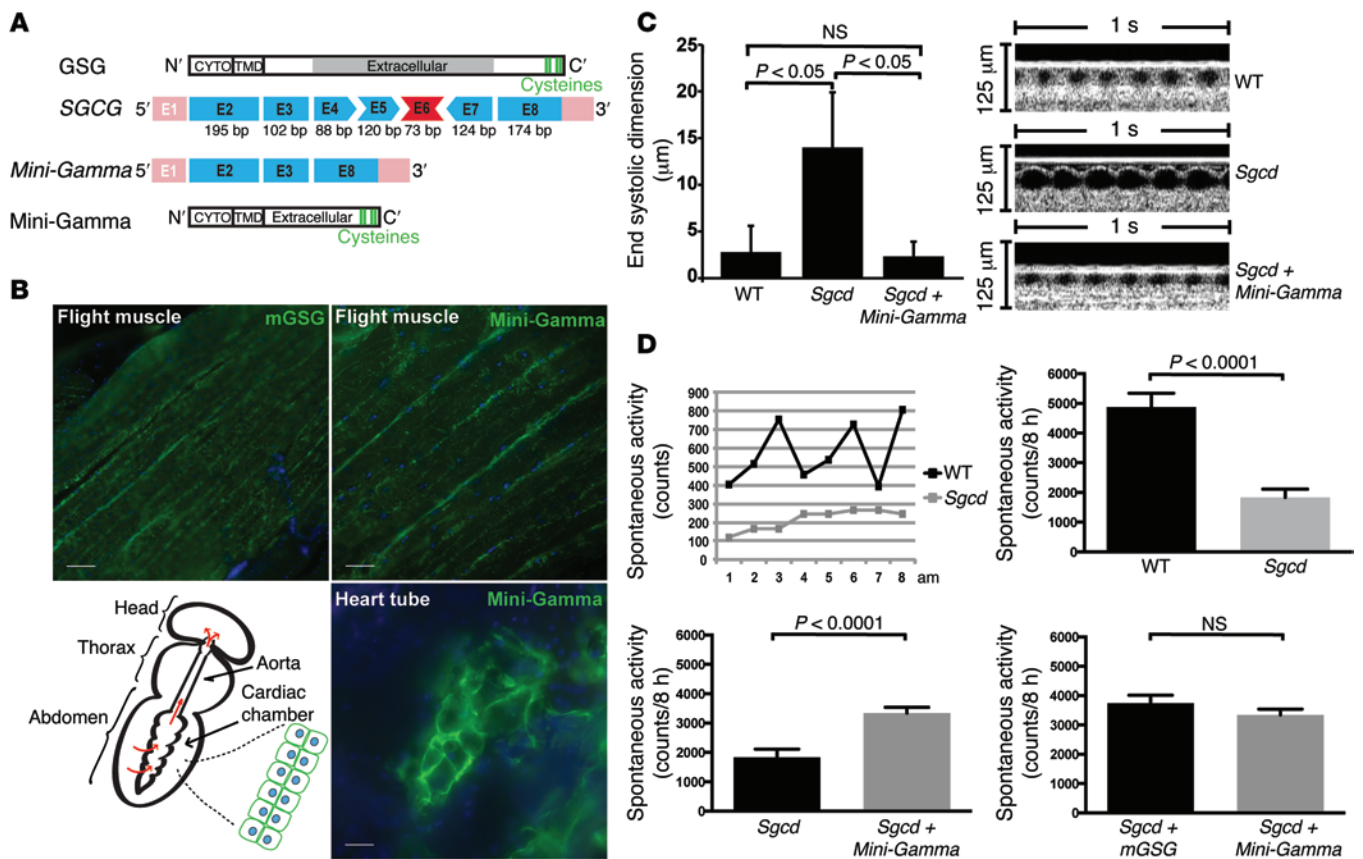 A
GSG
N′ CYTO TMD Extracellular C′
Cysteines
SGCG 5′ E1 E2 E3 E4 E5 E6 E7 E8 3′
195 bp 102 bp 88 bp 120 bp 73 bp 124 bp 174 bp
Mini-Gamma 5′ E1 E2 E3 E8 3′
Mini-Gamma N′ CYTO TMD Extracellular C′
Cysteines
B
Flight muscle mGSG
Flight muscle Mini-Gamma
Head
Thorax
Abdomen
Aorta
Cardiac
chamber
Heart tube Mini-Gamma
C
End systolic dimension
(μm)
25
20
15
10
5
0
NS
P < 0.05
P < 0.05
WT
Sgcd
Sgcd +
Mini-Gamma
1 s
125 μm
WT
1 s
125 μm
Sgcd
1 s
125 μm
Sgcd +
Mini-Gamma
D
Spontaneous activity
(counts)
900
800
700
600
500
400
300
200
100
0
1 2 3 4 5 6 7 8 am
WT
Sgcd
Spontaneous activity
(counts/8 h)
6000
5000
4000
3000
2000
1000
0
P < 0.0001
WT
Sgcd
Spontaneous activity
(counts/8 h)
6000
5000
4000
3000
2000
1000
0
P < 0.0001
Sgcd
Sgcd +
Mini-Gamma
Spontaneous activity
(counts/8 h)
6000
5000
4000
3000
2000
1000
0
NS
Sgcd +
mGSG
Sgcd +
Mini-Gamma